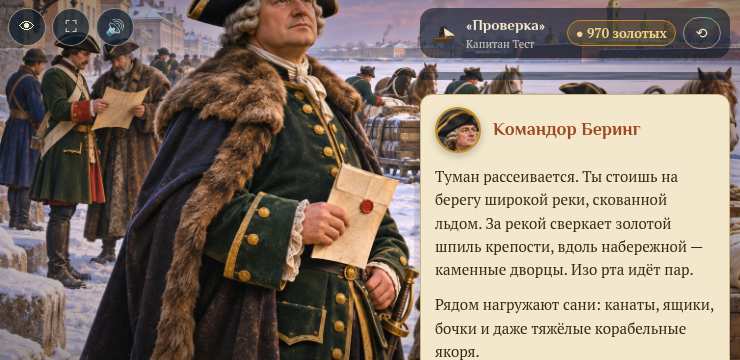 «Проверка»
Капитан Тест
970 золотых
Командор Беринг
Туман рассеивается. Ты стоишь на
берегу широкой реки, скованной
льдом. За рекой сверкает золотой
шпиль крепости, вдоль набережной —
каменные дворцы. Изо рта идёт пар.
Рядом нагружают сани: канаты, ящики,
бочки и даже тяжёлые корабельные
якоря.